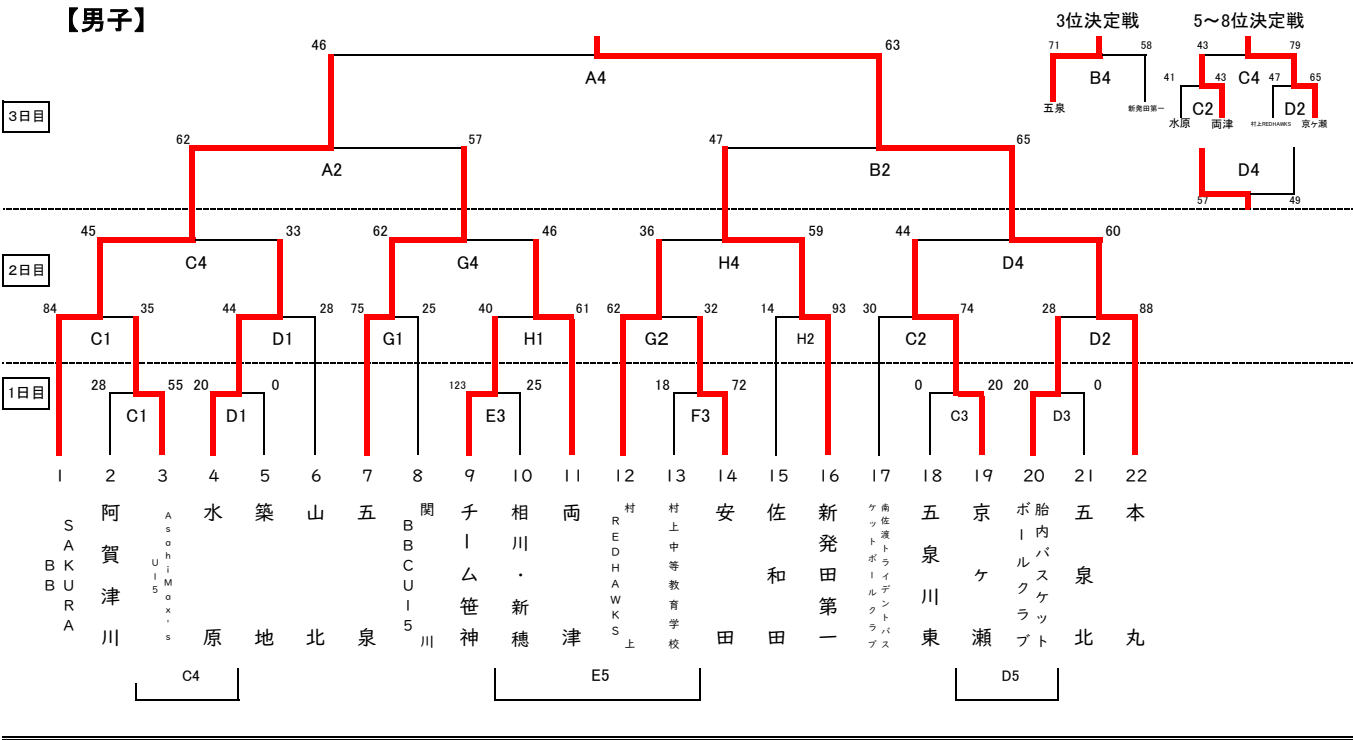 【男子】
3位決定戦
5～8位決定戦
46
63
A4
71
58
B4
五泉
新発田第一
43
79
C4
41
43
47
65
C2
D2
水原
両津
村上REDHAWKS
京ヶ瀬
D4
57
49
3日目
62
57
47
65
A2
B2
45
33
62
46
36
59
44
60
C4
G4
H4
D4
2日目
84
35
44
28
75
25
40
61
62
32
14
93
30
74
28
88
C1
D1
G1
H1
G2
H2
C2
D2
1日目
28
55
20
0
123
25
18
72
0
20
20
0
C1
D1
E3
F3
C3
D3
1
2
3
4
5
6
7
8
9
10
11
12
13
14
15
16
17
18
19
20
21
22
SAKURA
BB
阿賀津川
AsahiMax's
U15
水原
築地
山北
五泉
関川
BBCU15
チーム笹神
相川・新穂
両津
村上
REDHAWKS
村上中等教育学校
安田
佐和田
新発田第一
南佐渡トライデントバス
ケットボールクラブ
五泉川東
京ヶ瀬
胎内バスケット
ボールクラブ
五泉北
本丸
C4
E5
D5